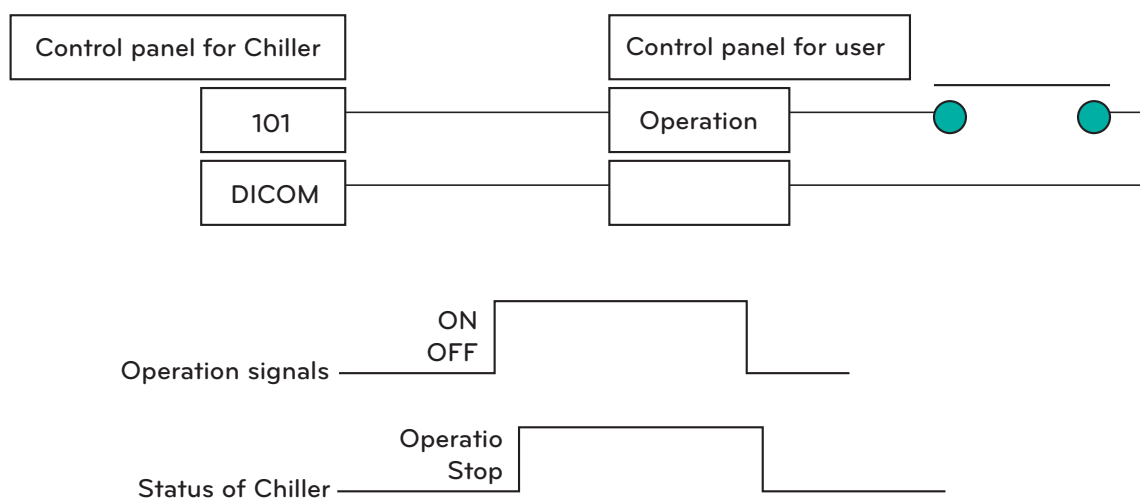 Control panel for Chiller
Control panel for user
101
Operation
DICOM
ON
OFF
Operation signals
Operatio
Stop
Status of Chiller